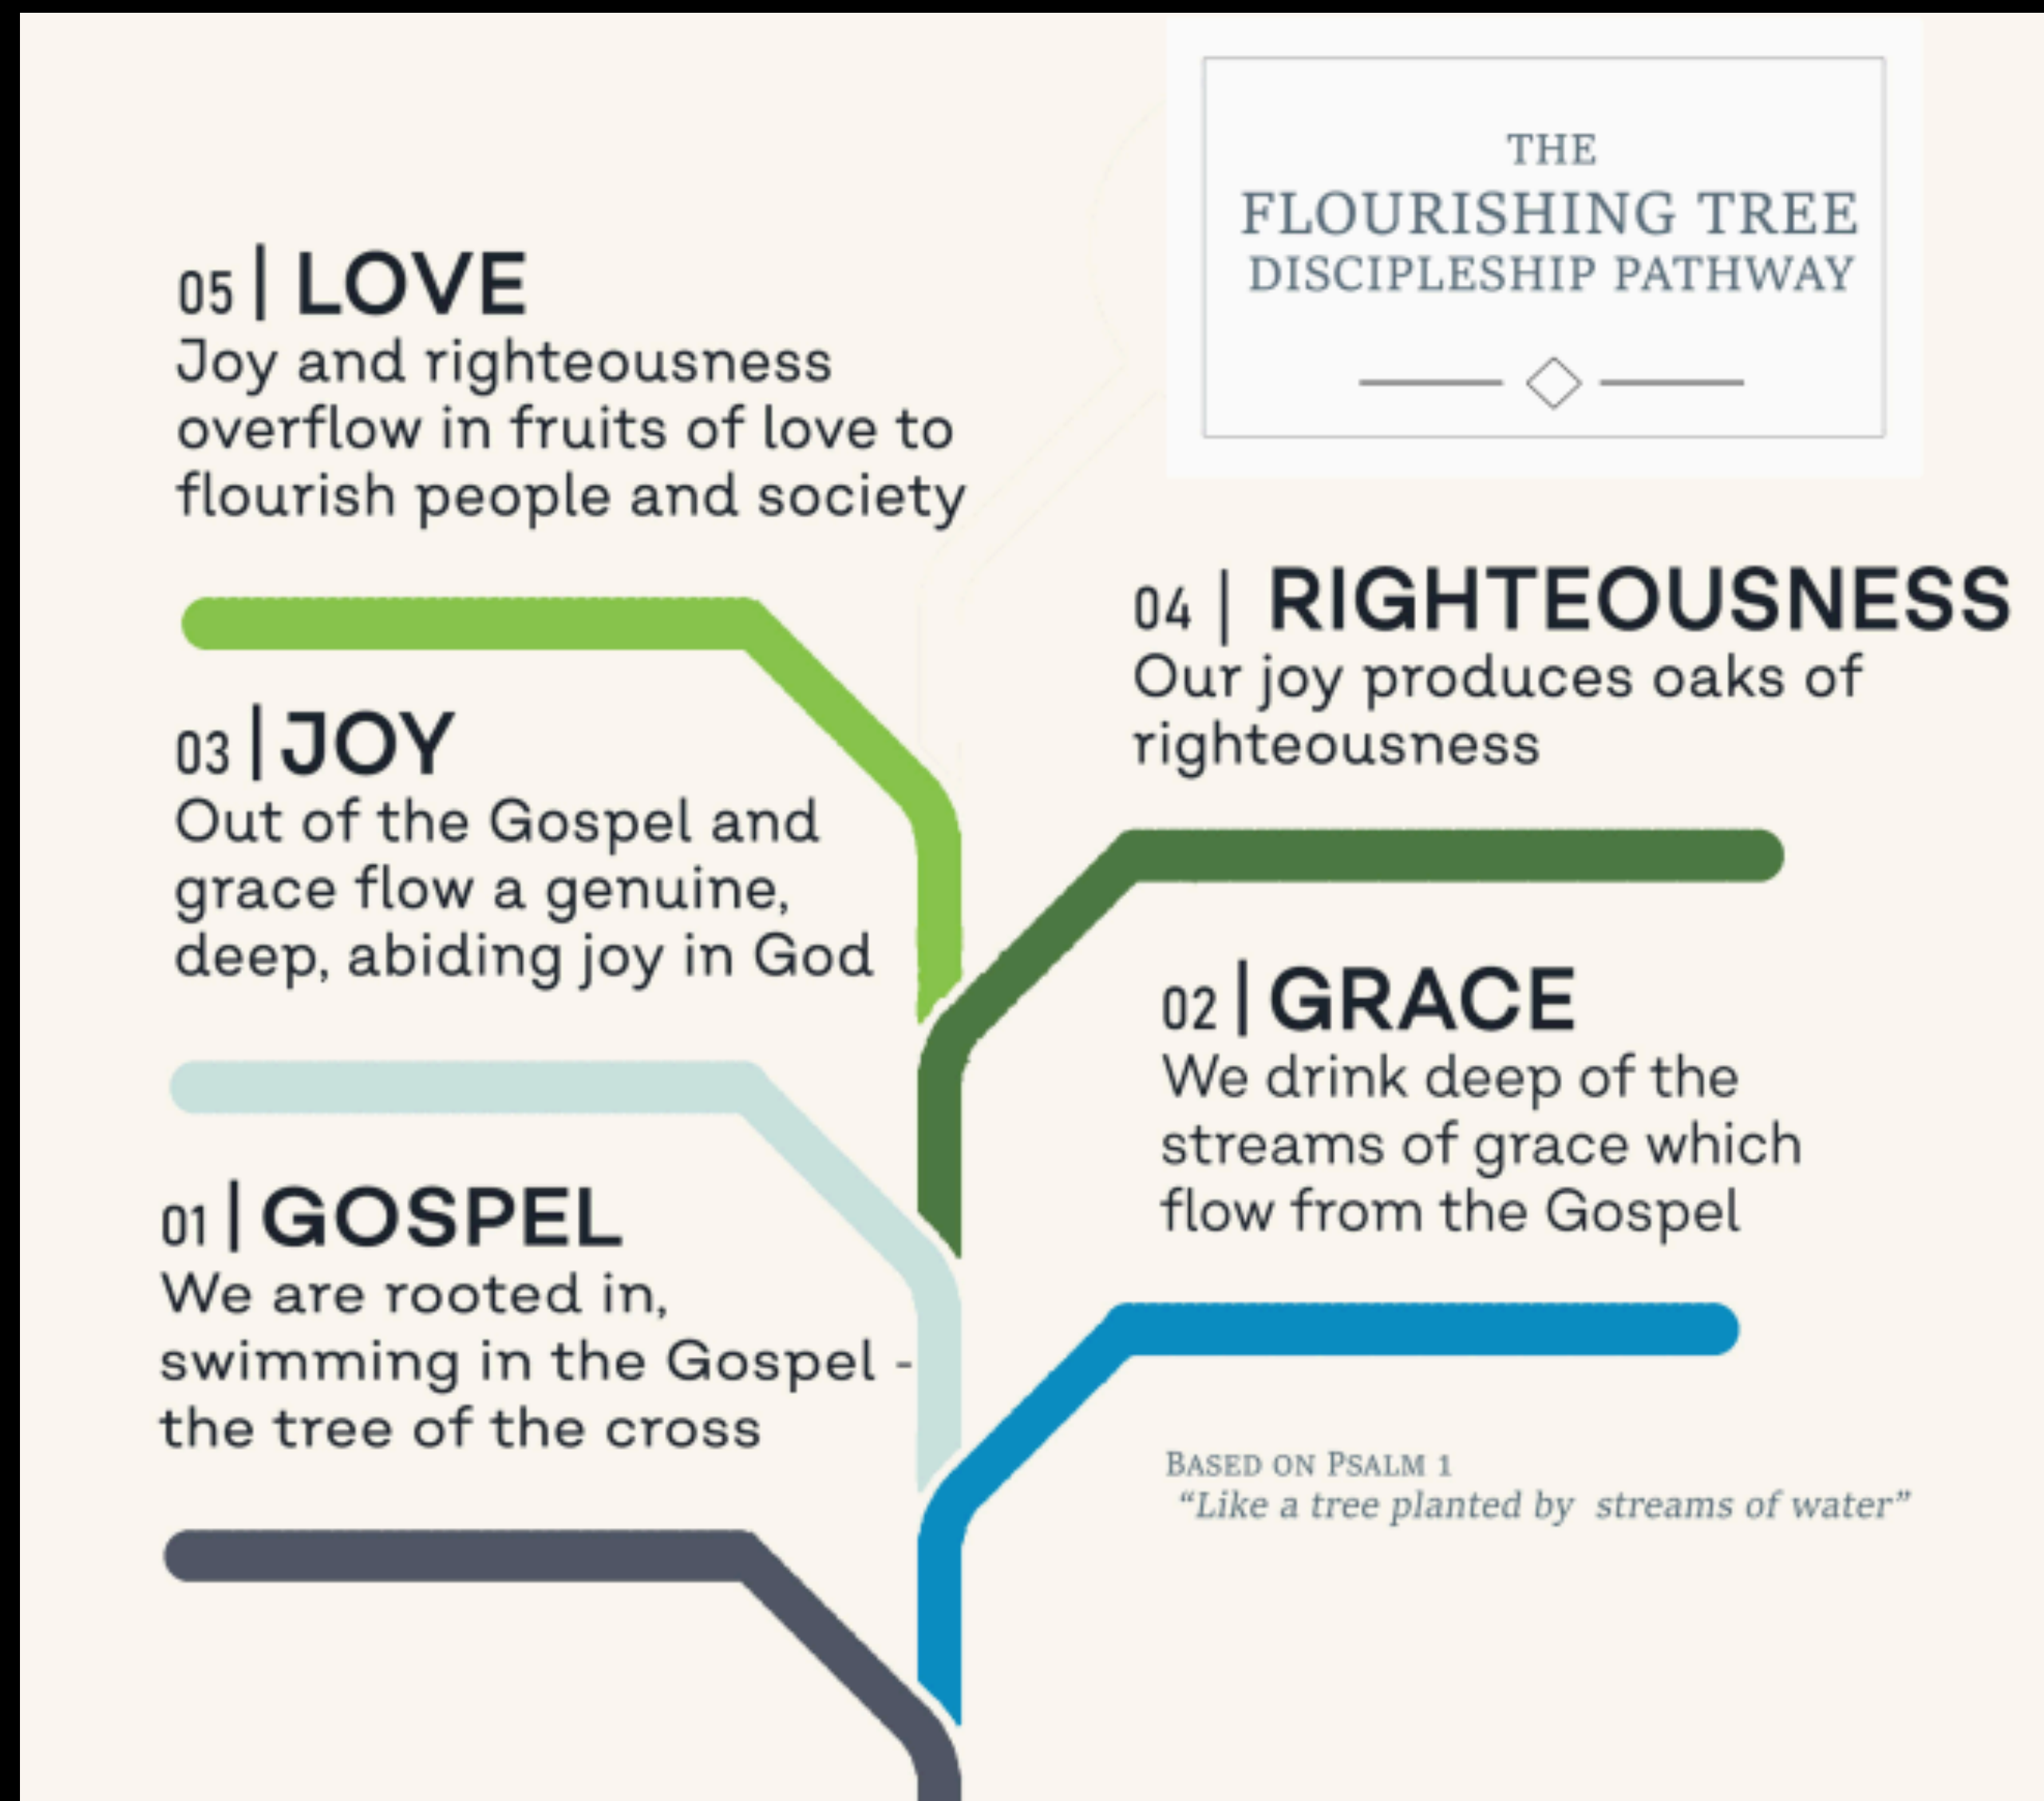 THE
FLOURISHING TREE
DISCIPLESHIP PATHWAY
05 | LOVE
Joy and righteousness
overflow in fruits of love to
flourish people and society
04 | RIGHTEOUSNESS
Our joy produces oaks of
righteousness
03 | JOY
Out of the Gospel and
grace flow a genuine,
deep, abiding joy in God
02 | GRACE
We drink deep of the
streams of grace which
flow from the Gospel
01 | GOSPEL
We are rooted in,
swimming in the Gospel -
the tree of the cross
BASED ON PSALM 1
“Like a tree planted by streams of water”